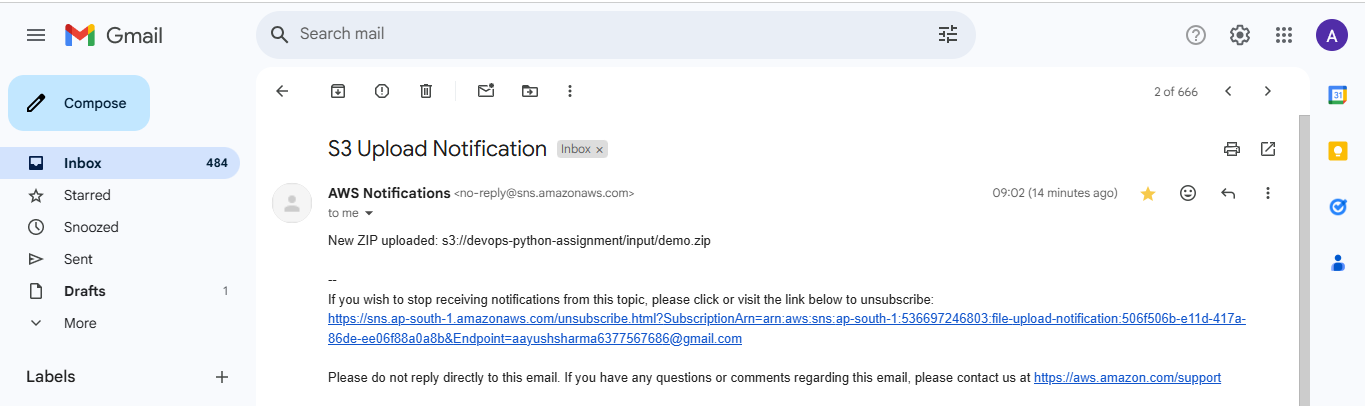 Gmail
Search mail
A
Compose
2 of 666
31
S3 Upload Notification Inbox ×
Inbox 484
AWS Notifications <no-reply@sns.amazonaws.com> 09:02 (14 minutes ago)
Starred
to me
Snoozed
New ZIP uploaded: s3://devops-python-assignment/input/demo.zip
Sent
--
Drafts 1
If you wish to stop receiving notifications from this topic, please click or visit the link below to unsubscribe:
More
https://sns.ap-south-1.amazonaws.com/unsubscribe.html?SubscriptionArn=arn:aws:sns:ap-south-1:536697246803:file-upload-notification:506f506b-e11d-417a-
86de-ee06f88a0a8b&Endpoint=aayushsharma6377567686@gmail.com
Labels +
Please do not reply directly to this email. If you have any questions or comments regarding this email, please contact us at https://aws.amazon.com/support